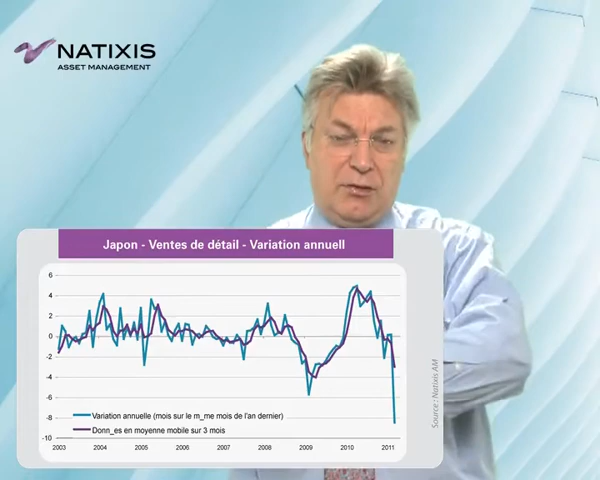 NATIXIS
ASSET MANAGEMENT
Japon - Ventes de détail - Variation annuell
6
4
2
0
-2
-4
-6
-8
-10
Variation annuelle (mois sur le m_me mois de l'an dernier)
Donn_es en moyenne mobile sur 3 mois
2003 2004 2005 2006 2007 2008 2009 2010 2011
Source : Natixis AM